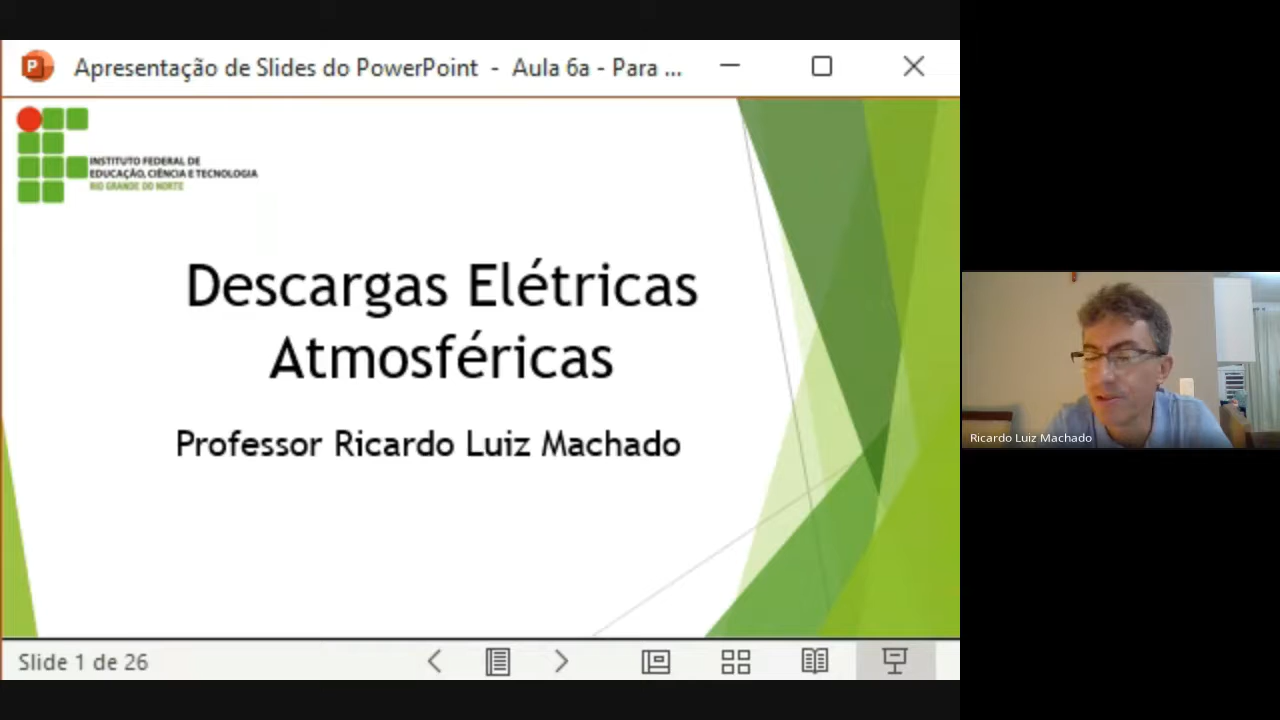 Apresentação de Slides do PowerPoint - Aula 6a - Para ...
INSTITUTO FEDERAL DE
EDUCAÇÃO, CIÊNCIA E TECNOLOGIA
RIO GRANDE DO NORTE
Descargas Elétricas
Atmosféricas
Professor Ricardo Luiz Machado
Ricardo Luiz Machado
Slide 1 de 26